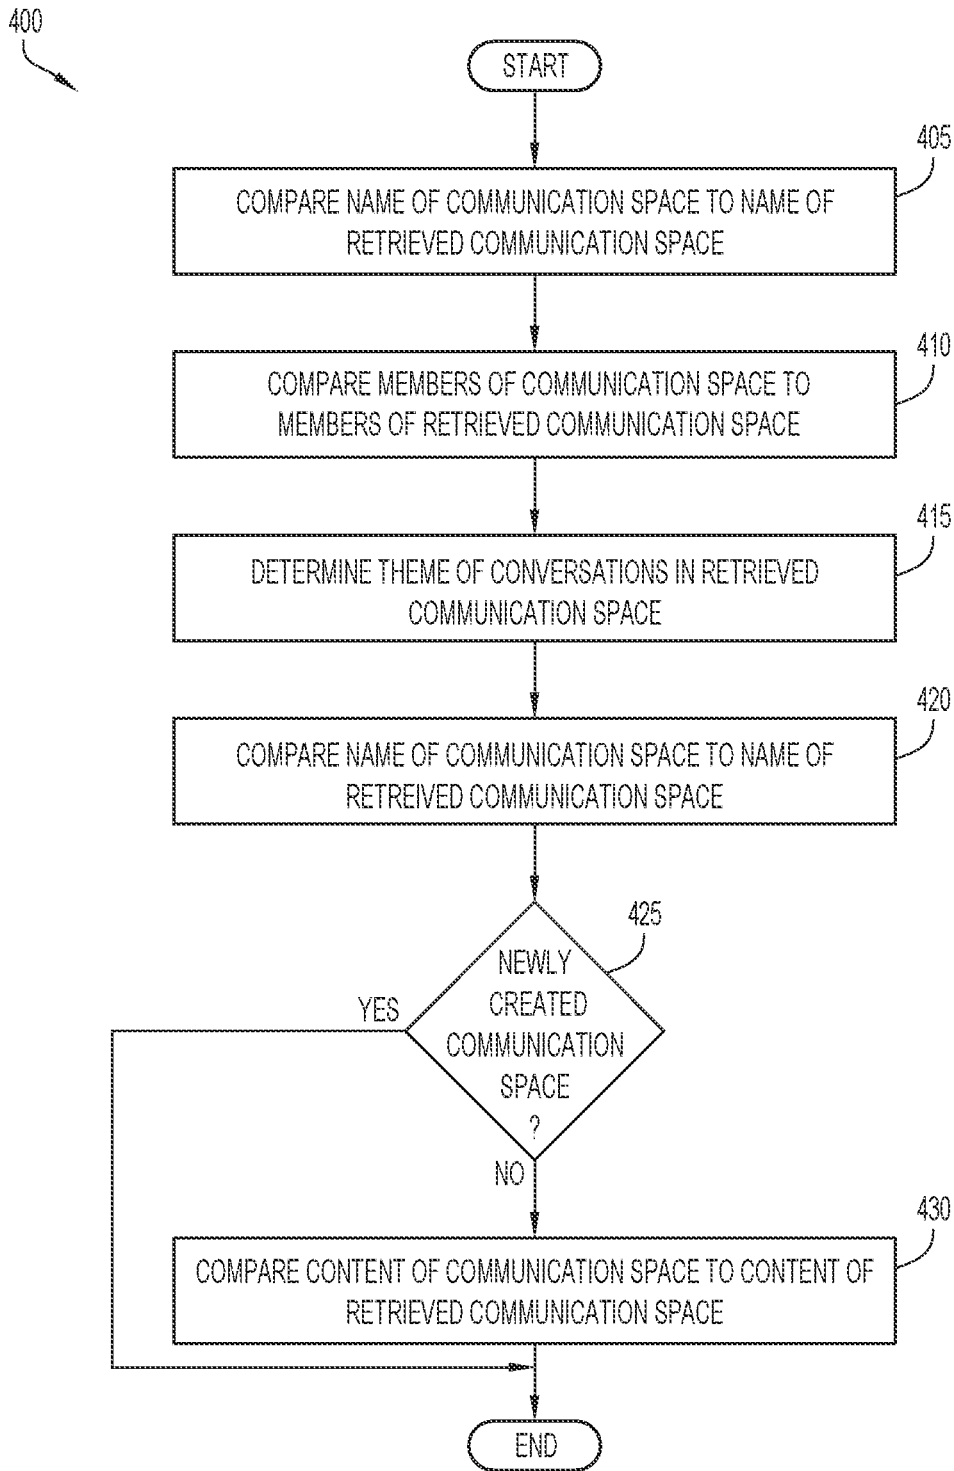 400
START
405
COMPARE NAME OF COMMUNICATION SPACE TO NAME OF
RETRIEVED COMMUNICATION SPACE
410
COMPARE MEMBERS OF COMMUNICATION SPACE TO
MEMBERS OF RETRIEVED COMMUNICATION SPACE
415
DETERMINE THEME OF CONVERSATIONS IN RETRIEVED
COMMUNICATION SPACE
420
COMPARE NAME OF COMMUNICATION SPACE TO NAME OF
RETREIVED COMMUNICATION SPACE
425
NEWLY
CREATED
COMMUNICATION
SPACE
?
YES
NO
430
COMPARE CONTENT OF COMMUNICATION SPACE TO CONTENT OF
RETRIEVED COMMUNICATION SPACE
END